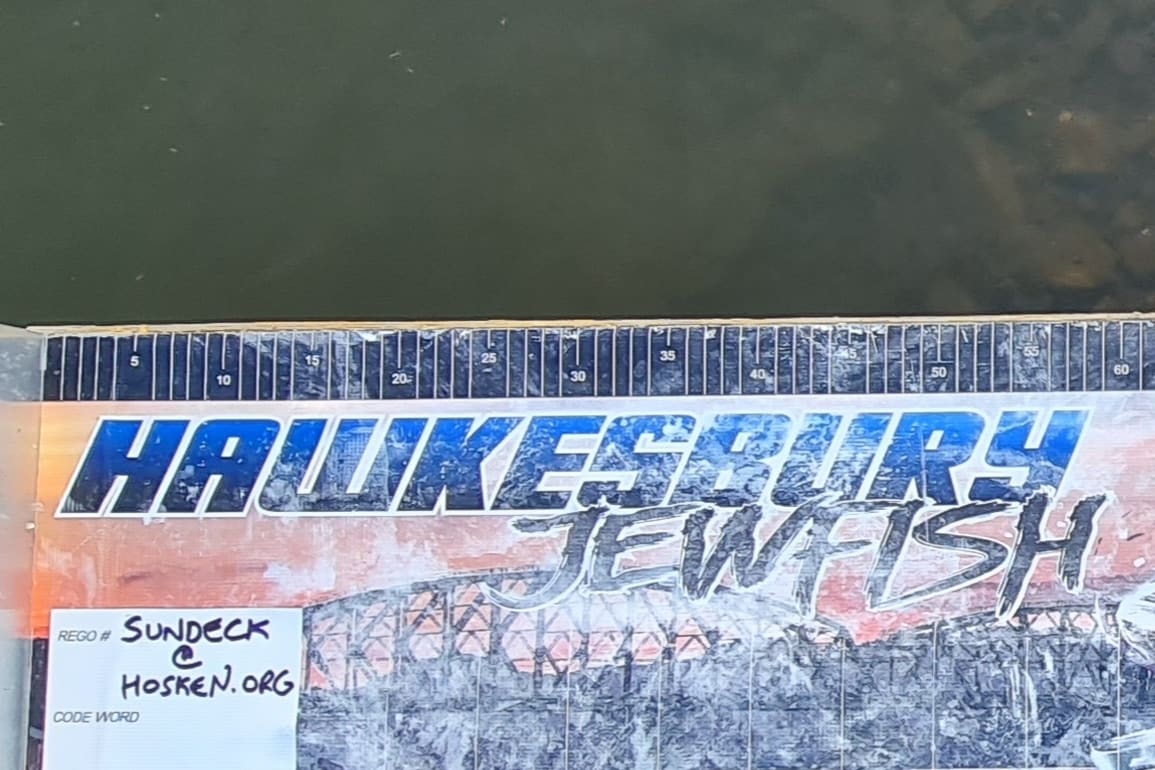 5 15 25 35 45 55
10 20 30 40 50 60
HAWKESBURY
JEWFISH
REGO # SUNDECK
@
HOSKEN.ORG
CODE WORD